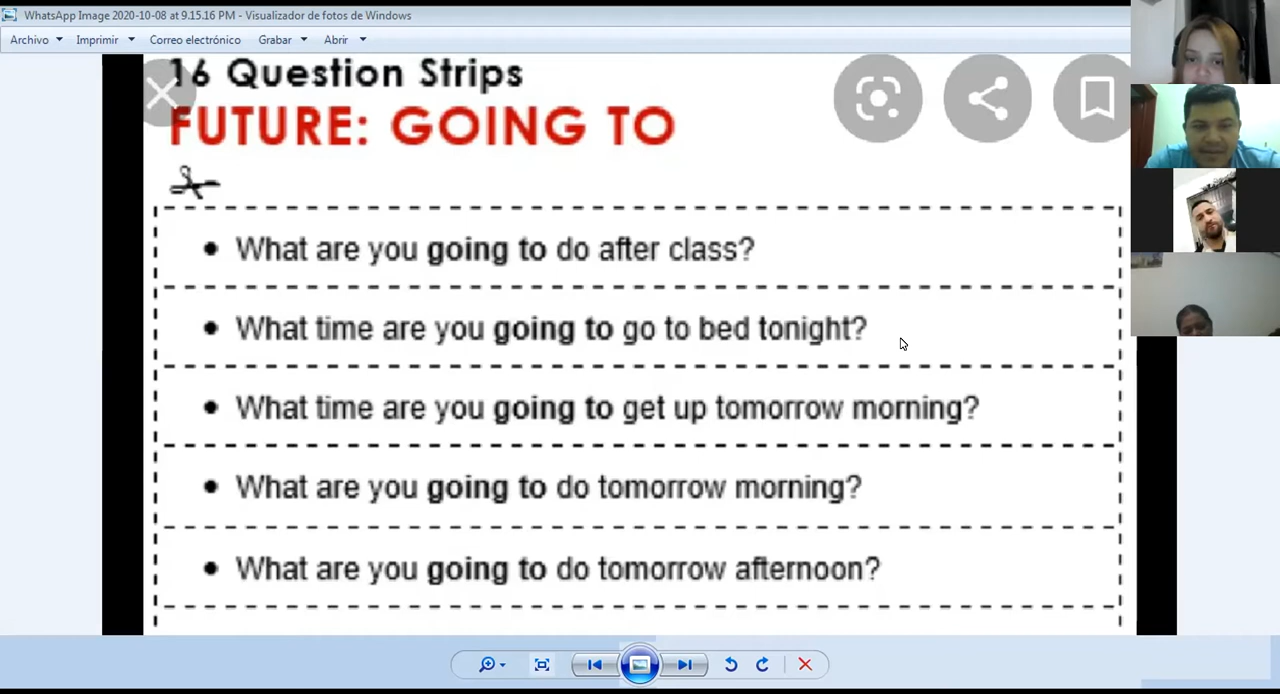 WhatsApp Image 2020-10-08 at 9.15.16 PM - Visualizador de fotos de Windows
Archivo Imprimir Correo electrónico Grabar Abrir
16 Question Strips
FUTURE: GOING TO
• What are you going to do after class?
• What time are you going to go to bed tonight?
• What time are you going to get up tomorrow morning?
• What are you going to do tomorrow morning?
• What are you going to do tomorrow afternoon?